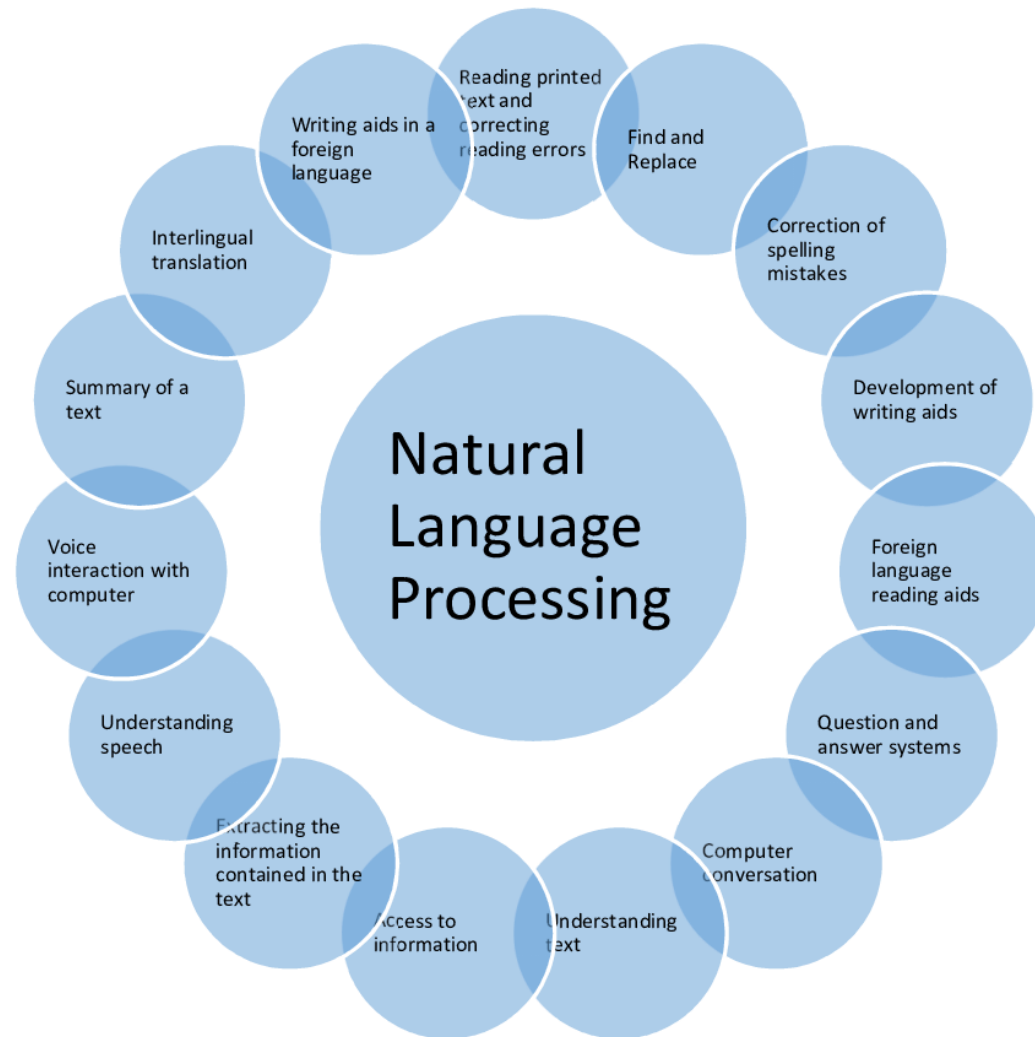 Reading printed
text and
correcting
reading errors
Find and
Replace
Correction of
spelling
mistakes
Development of
writing aids
Foreign
language
reading aids
Question and
answer systems
Computer
conversation
Understanding
text
Access to
information
Extracting the
information
contained in the
text
Understanding
speech
Voice
interaction with
computer
Summary of a
text
Interlingual
translation
Writing aids in a
foreign
language
Natural
Language
Processing